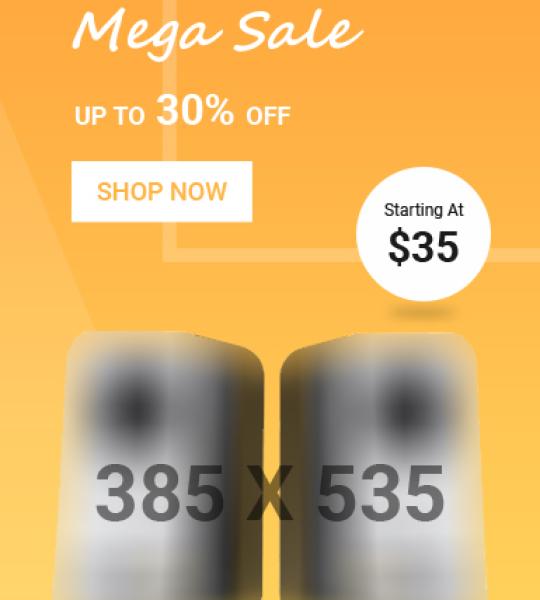 Mega Sale
UP TO 30% OFF
SHOP NOW
Starting At
$35
385 X 535